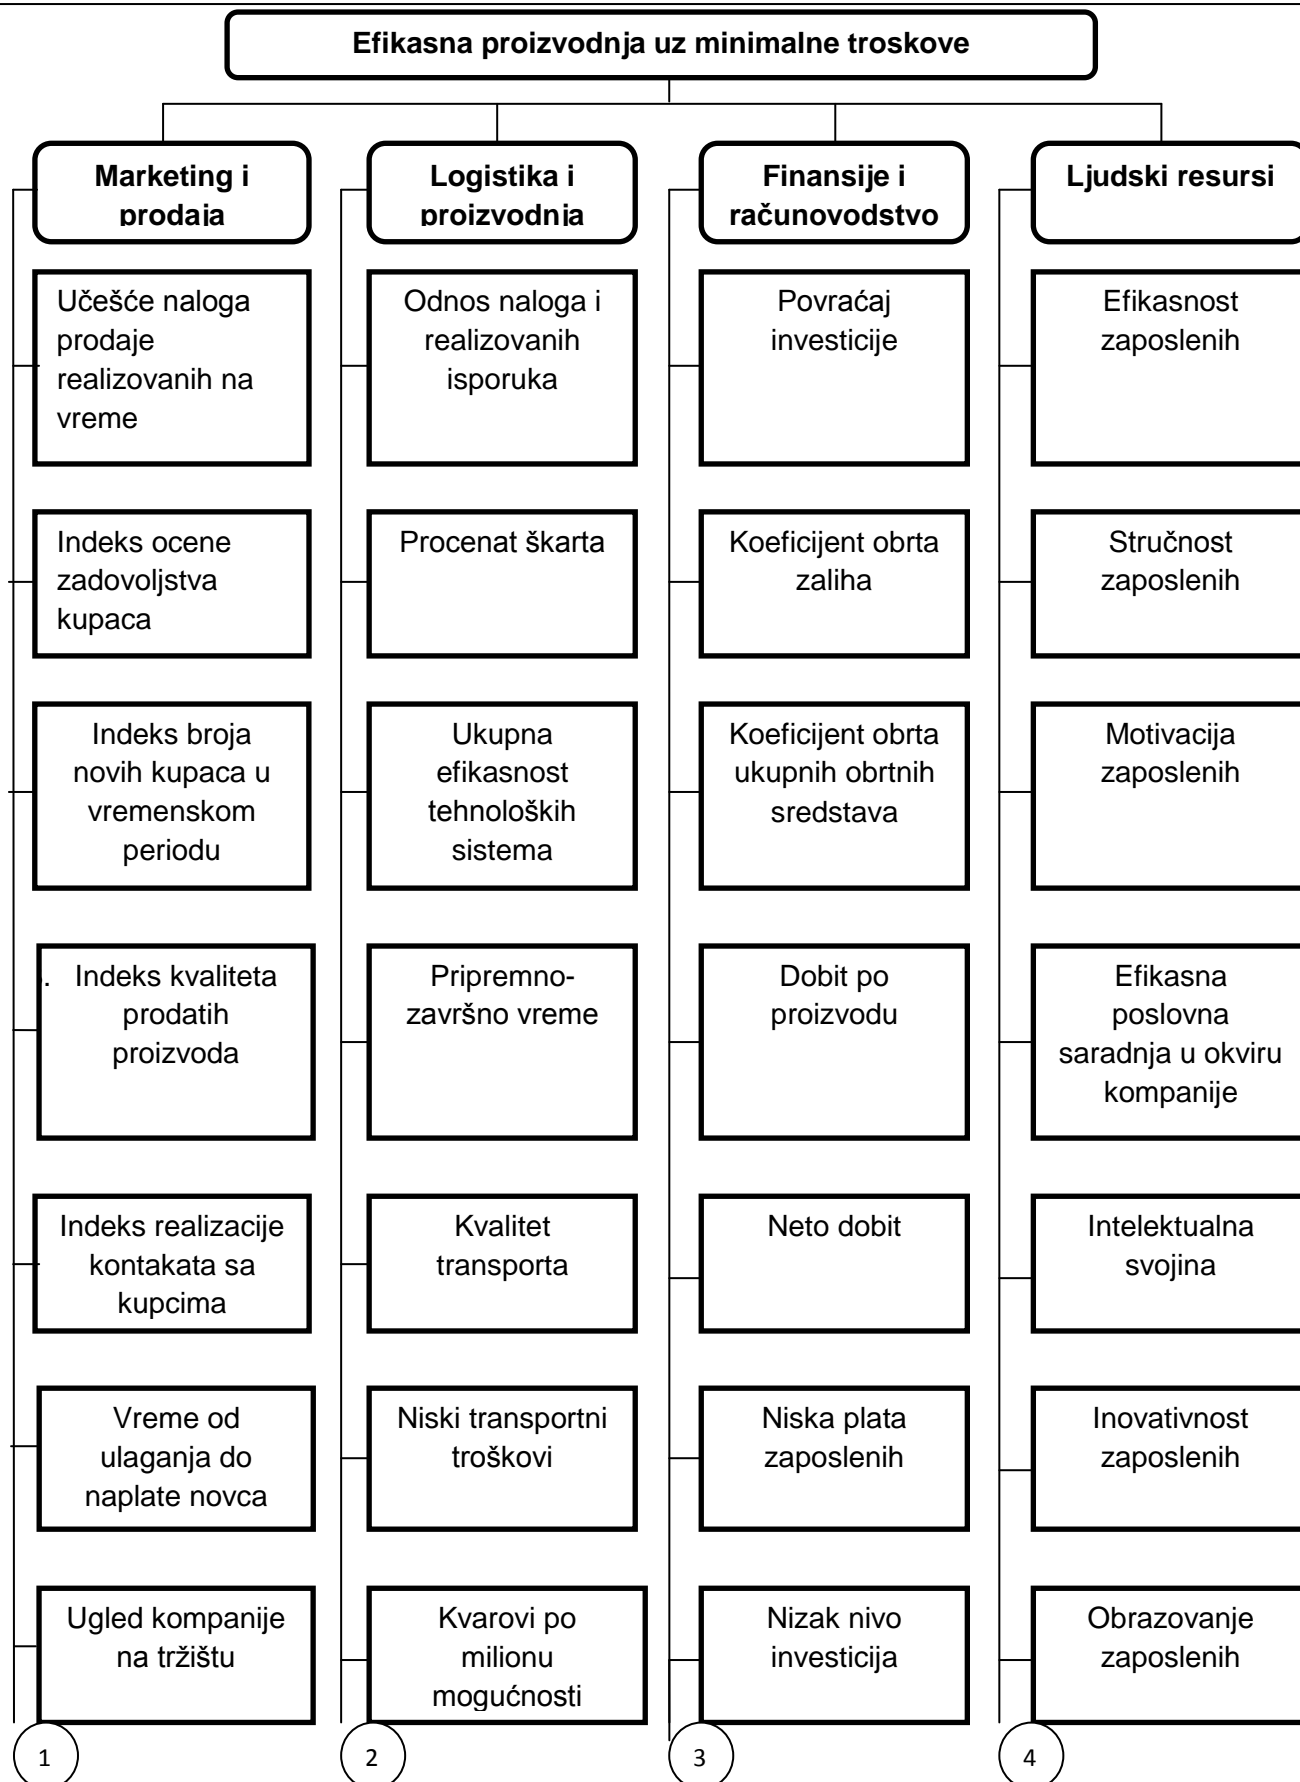 Efikasna proizvodnja uz minimalne troskove
Marketing i
prodaja
Logistika i
proizvodnja
Finansije i
računovodstvo
Ljudski resursi
Učešće naloga
prodaje
realizovanih na
vreme
Odnos naloga i
realizovanih
isporuka
Povraćaj
investicije
Efikasnost
zaposlenih
Indeks ocene
zadovoljstva
kupaca
Procenat škarta
Koeficijent obrta
zaliha
Stručnost
zaposlenih
Indeks broja
novih kupaca u
vremenskom
periodu
Ukupna
efikasnost
tehnoloških
sistema
Koeficijent obrta
ukupnih obrtnih
sredstava
Motivacija
zaposlenih
. Indeks kvaliteta
prodatih
proizvoda
Pripremno-
završno vreme
Dobit po
proizvodu
Efikasna
poslovna
saradnja u okviru
kompanije
Indeks realizacije
kontakata sa
kupcima
Kvalitet
transporta
Neto dobit
Intelektualna
svojina
Vreme od
ulaganja do
naplate novca
Niski transportni
troškovi
Niska plata
zaposlenih
Inovativnost
zaposlenih
Ugled kompanije
na tržištu
Kvarovi po
milionu
mogućnosti
Nizak nivo
investicija
Obrazovanje
zaposlenih
1
2
3
4